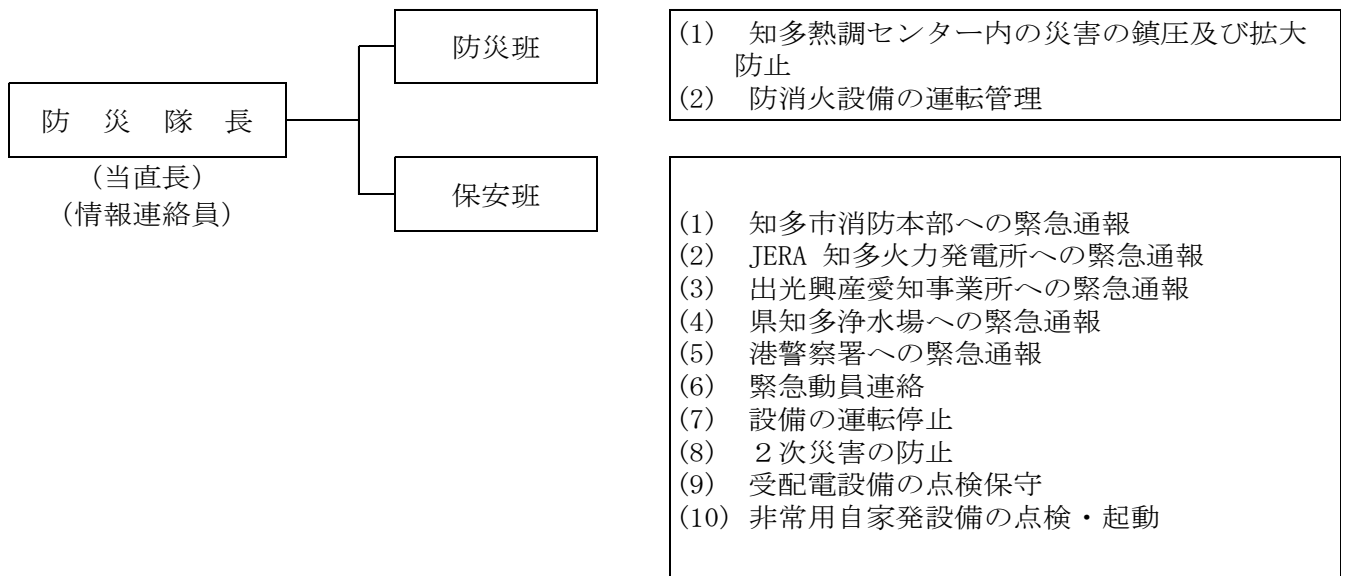 防災班
防　災　隊　長
(当直長)
(情報連絡員)
保安班
(1)　知多熱調センター内の災害の鎮圧及び拡大
防止
(2)　防消火設備の運転管理
(1)　知多市消防本部への緊急通報
(2)　JERA 知多火力発電所への緊急通報
(3)　出光興産愛知事業所への緊急通報
(4)　県知多浄水場への緊急通報
(5)　港警察署への緊急通報
(6)　緊急動員連絡
(7)　設備の運転停止
(8)　２次災害の防止
(9)　受配電設備の点検保守
(10) 非常用自家発設備の点検・起動